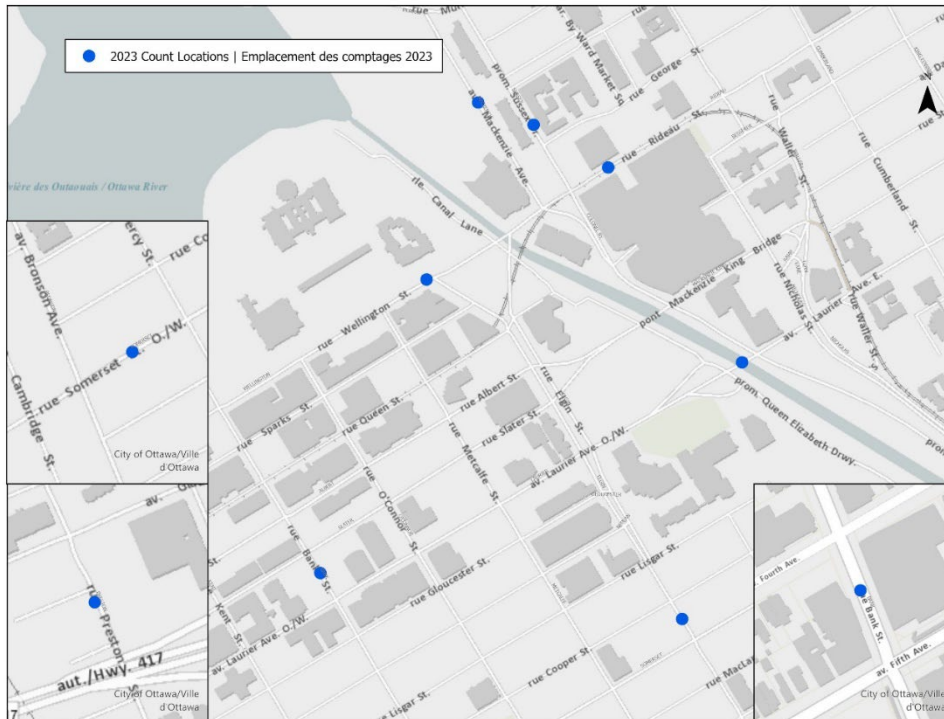 2023 Count Locations | Emplacement des comptages 2023
av. Mackenzie Ave.
prom. Sussex Dr.
av. By Ward Market Sq
rue George St.
rue Rideau St.
rue Waller St.
rue Cumberland St.
N
rivière des Outaouais / Ottawa River
rle. Canal Lane
pont Mackenzie King Bridge
rue Nicholas St.
av. Laurier Ave. E.
rue Waller St.
rue Wellington St.
rue Sparks St.
rue Queen St.
rue Albert St.
rue Slater St.
rue Elgin St.
prom. Queen Elizabeth Drwy.
av. Laurier Ave. O./W.
rue Metcalfe St.
rue O'Connor St.
rue Bank St.
rue Gloucester St.
rue Lisgar St.
rue Kent St.
av. Laurier Ave. O./W.
rue Cooper St.
rue MacLar
rue Lisgar St.
av. Bronson Ave.
ercy St.
rue Co
rue Somerset
O./W.
Cambridge St.
City of Ottawa/Ville
d'Ottawa
rue Preston S
aut./Hwy. 417
City of Ottawa/Ville
d'Ottawa
Fourth Ave.
e Bank St.
av. Fifth Ave.
City of Ottawa/Ville
d'Ottawa